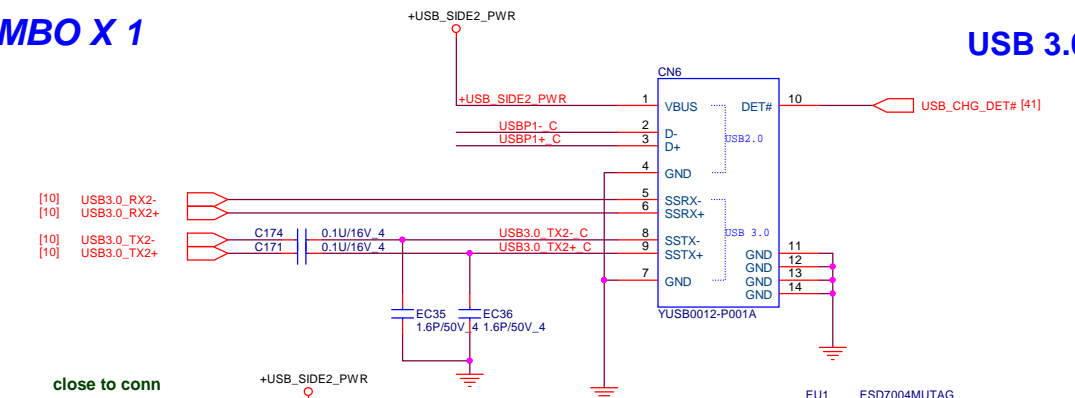 +USB_SIDE2_PWR
MBO X 1
USB 3.0
CN6
+USB_SIDE2_PWR 1 VBUS DET# 10 USB_CHG_DET# [41]
USBP1-_C 2 D-
USBP1+_C 3 D+
USB2.0
4 GND
[10] USB3.0_RX2- 5 SSRX-
[10] USB3.0_RX2+ 6 SSRX+
[10] USB3.0_TX2- C174 0.1U/16V_4 USB3.0_TX2-_C 8 SSTX-
USB 3.0
[10] USB3.0_TX2+ C171 0.1U/16V_4 USB3.0_TX2+_C 9 SSTX+
GND 11
GND 12
7 GND
GND 13
GND 14
YUSB0012-P001A
EC35 EC36
1.6P/50V_4 1.6P/50V_4
close to conn
+USB_SIDE2_PWR
EU1 ESD7004MUTAG